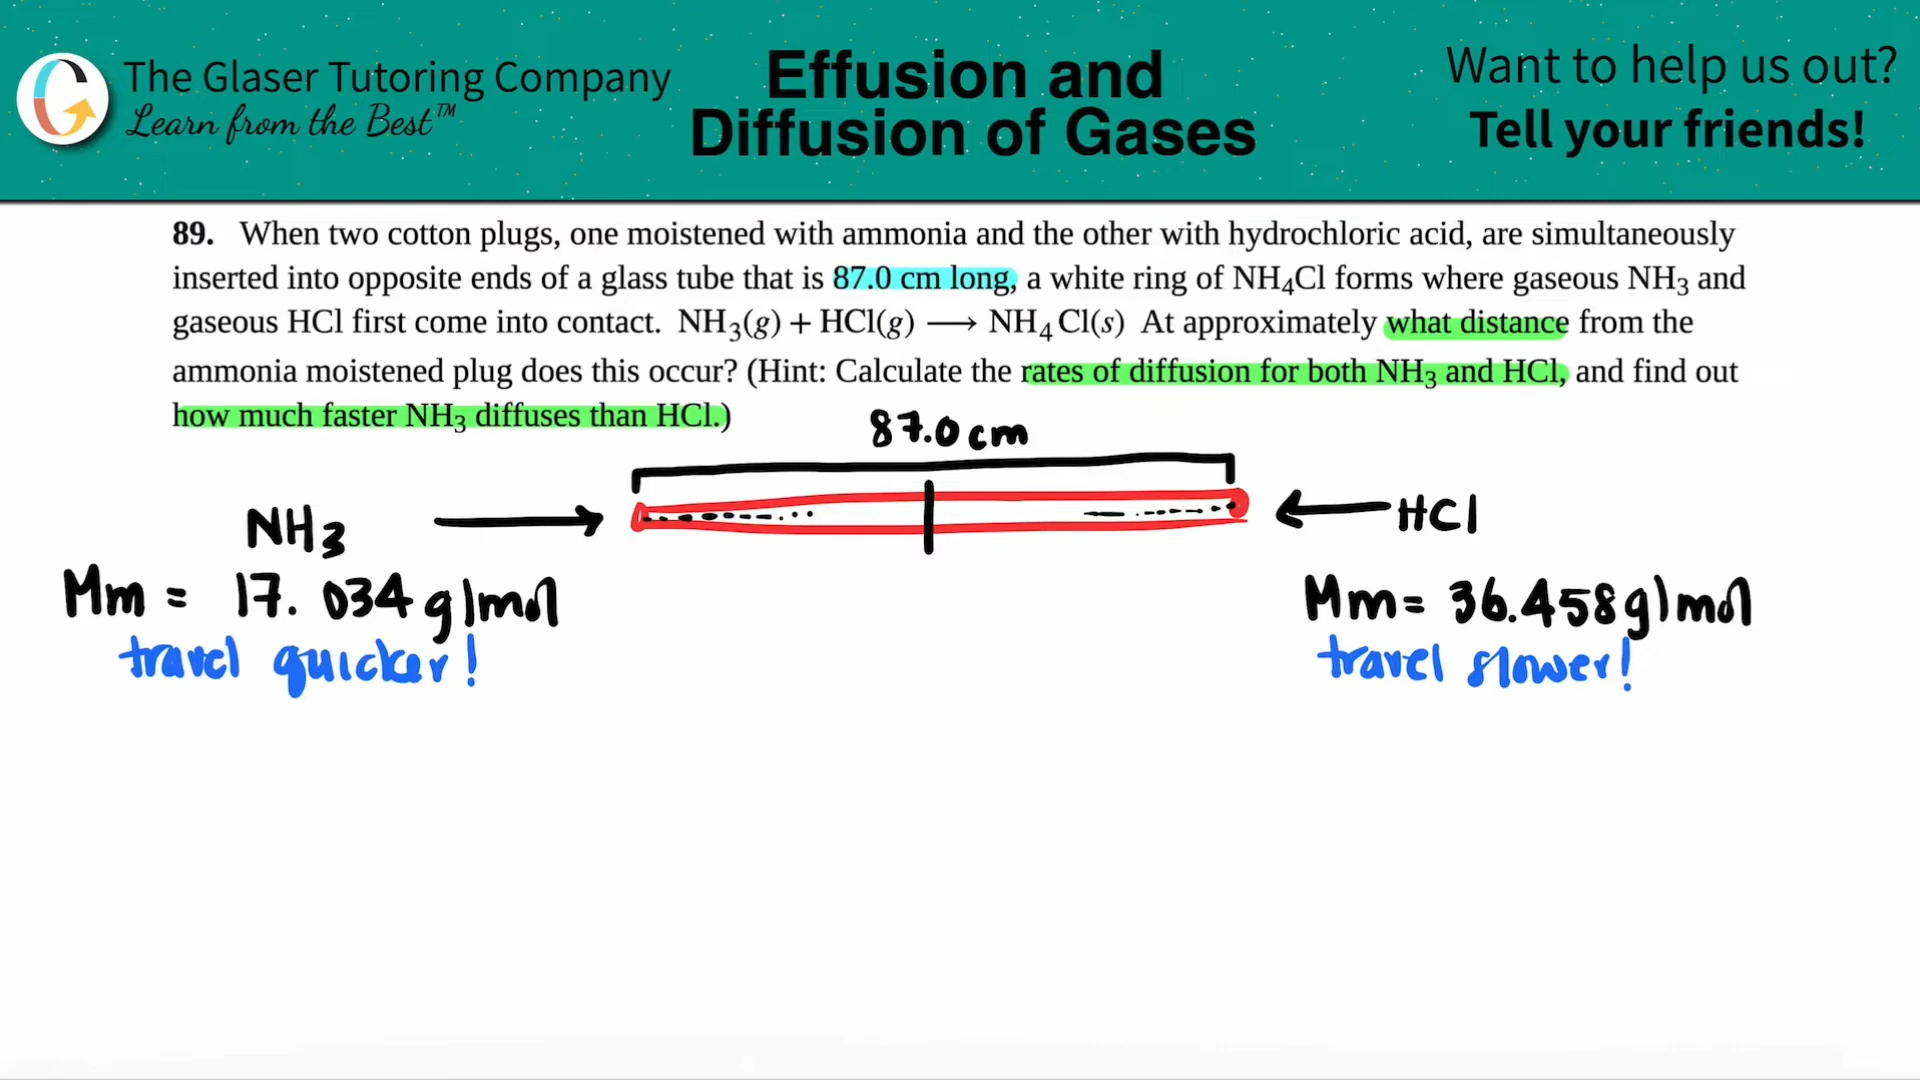 The Glaser Tutoring Company
Learn from the Best™
Effusion and
Diffusion of Gases
Want to help us out?
Tell your friends!
89. When two cotton plugs, one moistened with ammonia and the other with hydrochloric acid, are simultaneously
inserted into opposite ends of a glass tube that is 87.0 cm long, a white ring of NH₄Cl forms where gaseous NH₃ and
gaseous HCl first come into contact. NH₃(g) + HCl(g) ⟶ NH₄Cl(s) At approximately what distance from the
ammonia moistened plug does this occur? (Hint: Calculate the rates of diffusion for both NH₃ and HCl, and find out
how much faster NH₃ diffuses than HCl.)
87.0 cm
NH₃
HCl
Mm = 17.034 g/mol
Mm = 36.458 g/mol
travel quicker!
travel slower!